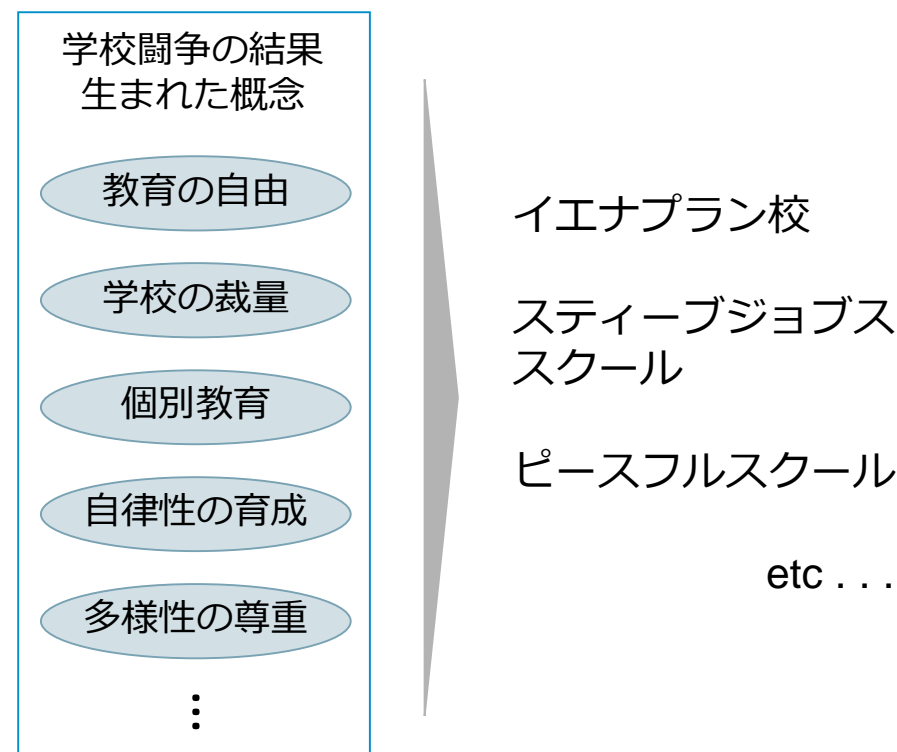 学校闘争の結果
生まれた概念
教育の自由
学校の裁量
個別教育
自律性の育成
多様性の尊重
…
イエナプラン校
スティーブジョブス
スクール
ピースフルスクール
etc . . .